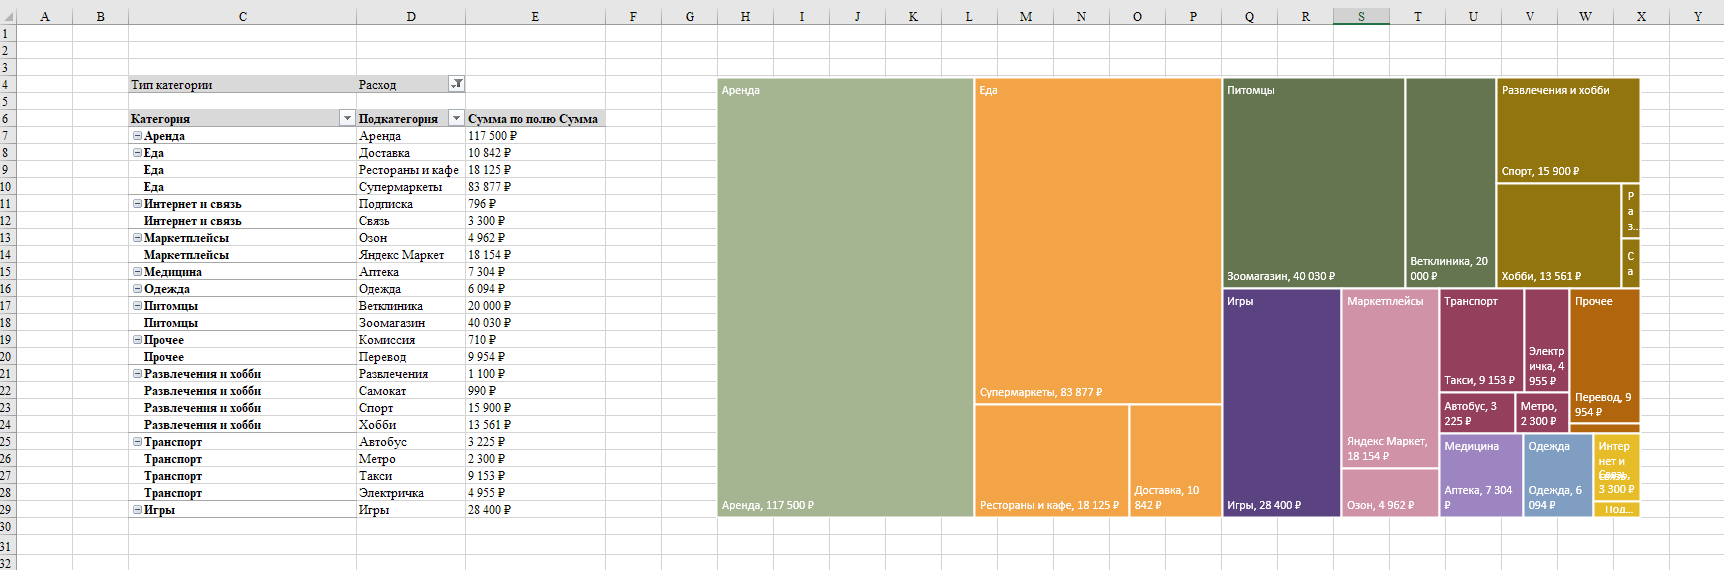 A B C D E F G H I J K L M N O P Q R S T U V W X Y
1
2
3
4 Тип категории Расход
5
6 Категория Подкатегория Сумма по полю Сумма
7 Аренда Аренда 117 500 ₽
8 Еда Доставка 10 842 ₽
9 Еда Рестораны и кафе 18 125 ₽
10 Еда Супермаркеты 83 877 ₽
11 Интернет и связь Подписка 796 ₽
12 Интернет и связь Связь 3 300 ₽
13 Маркетплейсы Озон 4 962 ₽
14 Маркетплейсы Яндекс Маркет 18 154 ₽
15 Медицина Аптека 7 304 ₽
16 Одежда Одежда 6 094 ₽
17 Питомцы Ветклиника 20 000 ₽
18 Питомцы Зоомагазин 40 030 ₽
19 Прочее Комиссия 710 ₽
20 Прочее Перевод 9 954 ₽
21 Развлечения и хобби Развлечения 1 100 ₽
22 Развлечения и хобби Самокат 990 ₽
23 Развлечения и хобби Спорт 15 900 ₽
24 Развлечения и хобби Хобби 13 561 ₽
25 Транспорт Автобус 3 225 ₽
26 Транспорт Метро 2 300 ₽
27 Транспорт Такси 9 153 ₽
28 Транспорт Электричка 4 955 ₽
29 Игры Игры 28 400 ₽
30
31
32
Аренда
Аренда, 117 500 ₽
Еда
Супермаркеты, 83 877 ₽
Рестораны и кафе, 18 125 ₽
Доставка, 10
842 ₽
Питомцы
Зоомагазин, 40 030 ₽
Ветклиника, 20
000 ₽
Развлечения и хобби
Спорт, 15 900 ₽
Хобби, 13 561 ₽
Р
а
з...
С
а
Игры
Игры, 28 400 ₽
Маркетплейсы
Яндекс Маркет,
18 154 ₽
Озон, 4 962 ₽
Транспорт
Такси, 9 153 ₽
Электр
ичка, 4
955 ₽
Автобус, 3
225 ₽
Метро,
2 300 ₽
Прочее
Перевод, 9
954 ₽
Медицина
Аптека, 7 304
₽
Одежда
Одежда, 6
094 ₽
Интер
нет и
связь
Связь,
3 300 ₽
Под...